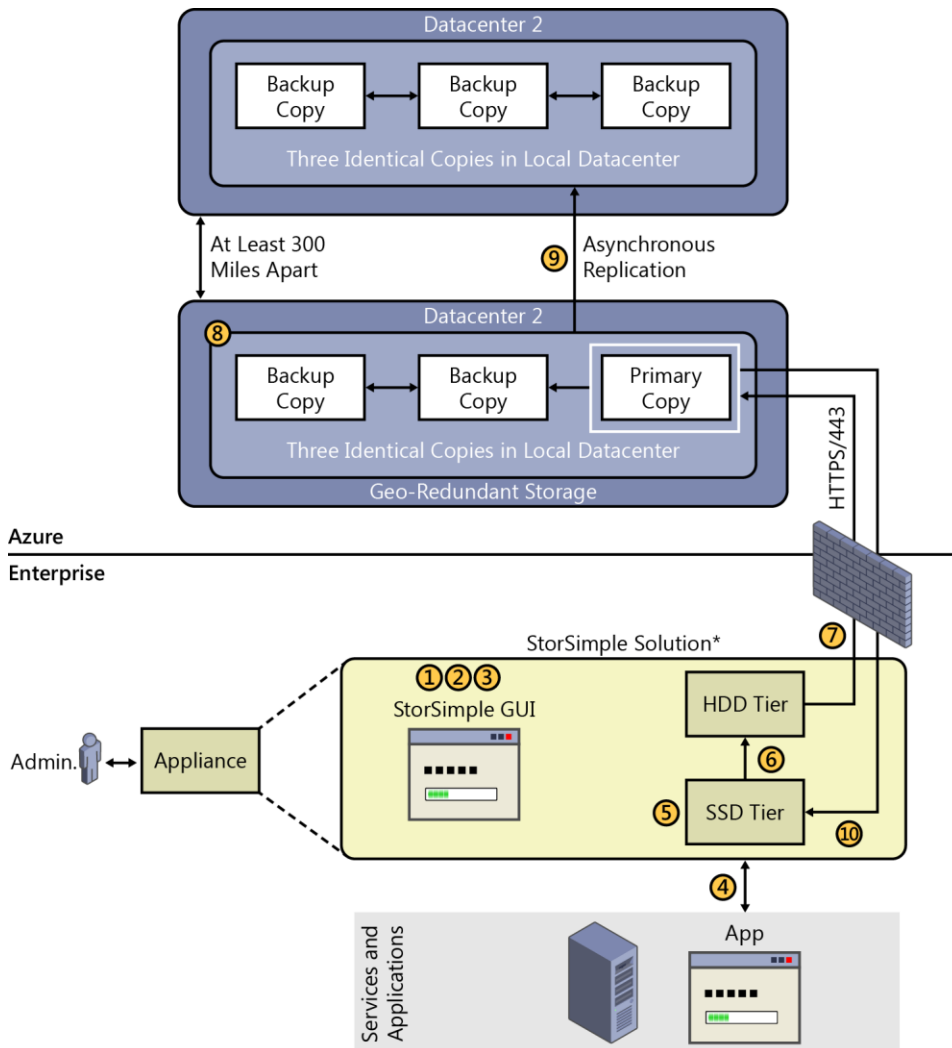 Datacenter 2
Backup Copy
Backup Copy
Backup Copy
Three Identical Copies in Local Datacenter
At Least 300
Miles Apart
9
Asynchronous
Replication
Datacenter 2
8
Backup Copy
Backup Copy
Primary Copy
Three Identical Copies in Local Datacenter
Geo-Redundant Storage
HTTPS/443
Azure
Enterprise
7
StorSimple Solution*
1 2 3
StorSimple GUI
HDD Tier
Admin.
Appliance
6
5
SSD Tier
10
4
Services and
Applications
App